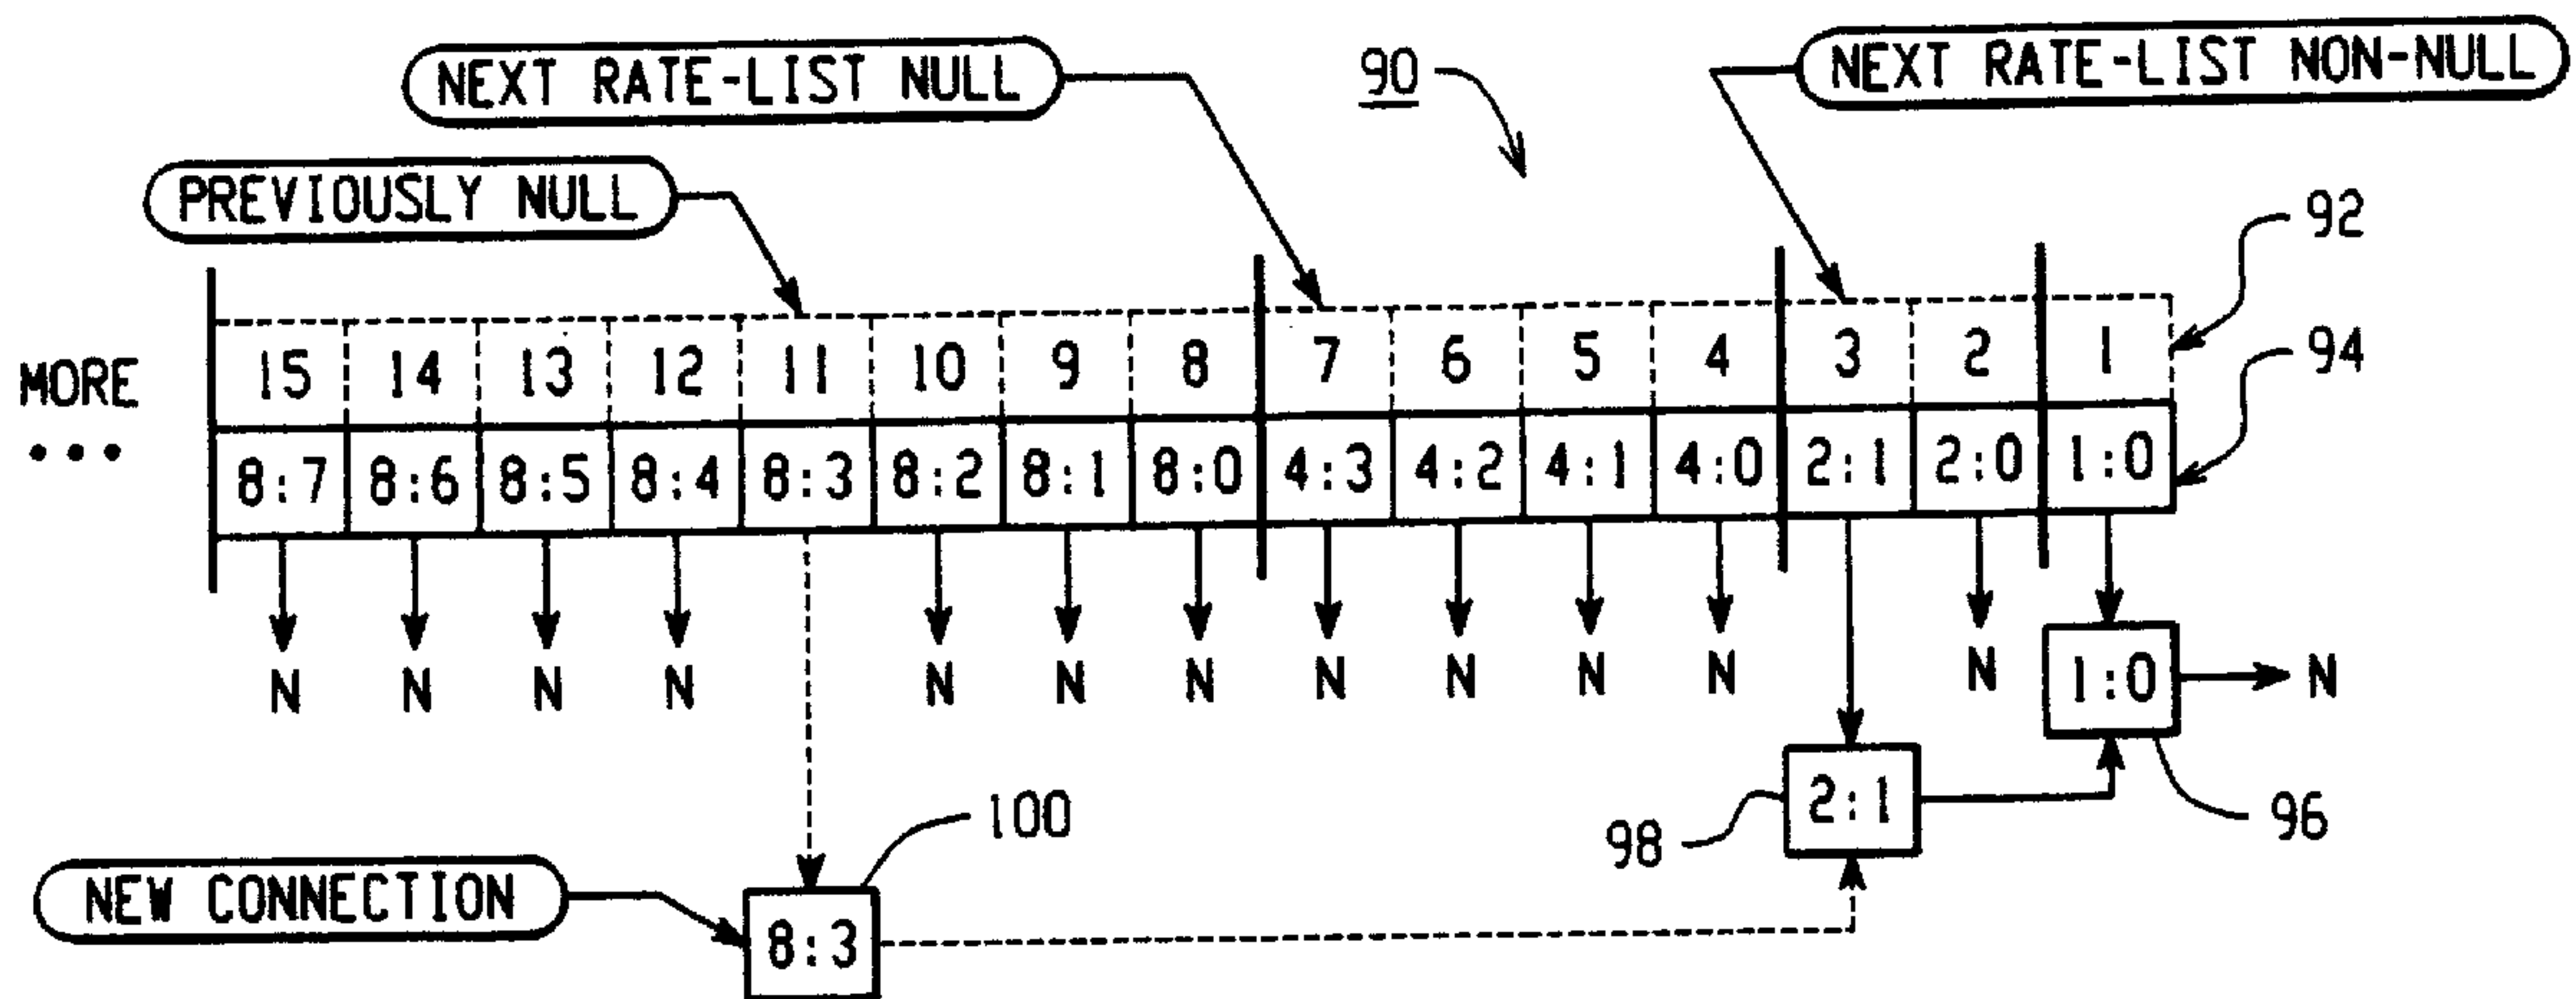 NEXT RATE-LIST NULL
90
NEXT RATE-LIST NON-NULL
PREVIOUSLY NULL
92
MORE
15 14 13 12 11 10 9 8 7 6 5 4 3 2 1
94
8:7 8:6 8:5 8:4 8:3 8:2 8:1 8:0 4:3 4:2 4:1 4:0 2:1 2:0 1:0
N N N N N N N N N N N N
1:0 N
2:1
100
98
96
NEW CONNECTION
8:3